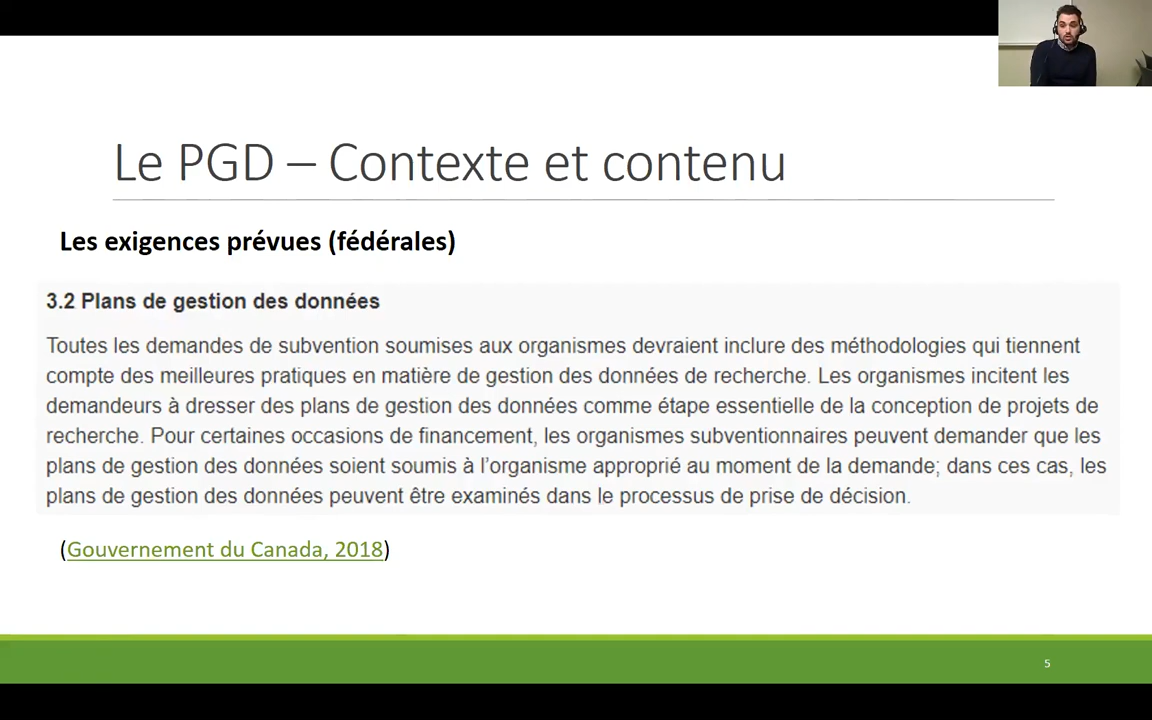 Le PGD – Contexte et contenu
Les exigences prévues (fédérales)
3.2 Plans de gestion des données
Toutes les demandes de subvention soumises aux organismes devraient inclure des méthodologies qui tiennent
compte des meilleures pratiques en matière de gestion des données de recherche. Les organismes incitent les
demandeurs à dresser des plans de gestion des données comme étape essentielle de la conception de projets de
recherche. Pour certaines occasions de financement, les organismes subventionnaires peuvent demander que les
plans de gestion des données soient soumis à l’organisme approprié au moment de la demande; dans ces cas, les
plans de gestion des données peuvent être examinés dans le processus de prise de décision.
(Gouvernement du Canada, 2018)
5